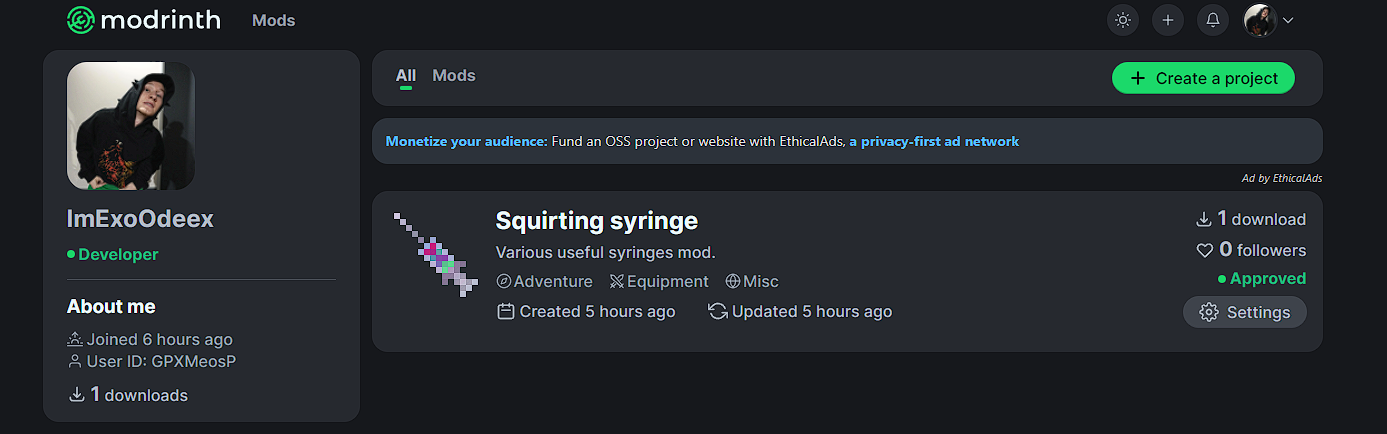 modrinth Mods
All Mods
Create a project
Monetize your audience: Fund an OSS project or website with EthicalAds, a privacy-first ad network
Ad by EthicalAds
ImExoOdeex
Developer
About me
Joined 6 hours ago
User ID: GPXMeosP
1 downloads
Squirting syringe
Various useful syringes mod.
Adventure Equipment Misc
Created 5 hours ago Updated 5 hours ago
1 download
0 followers
Approved
Settings